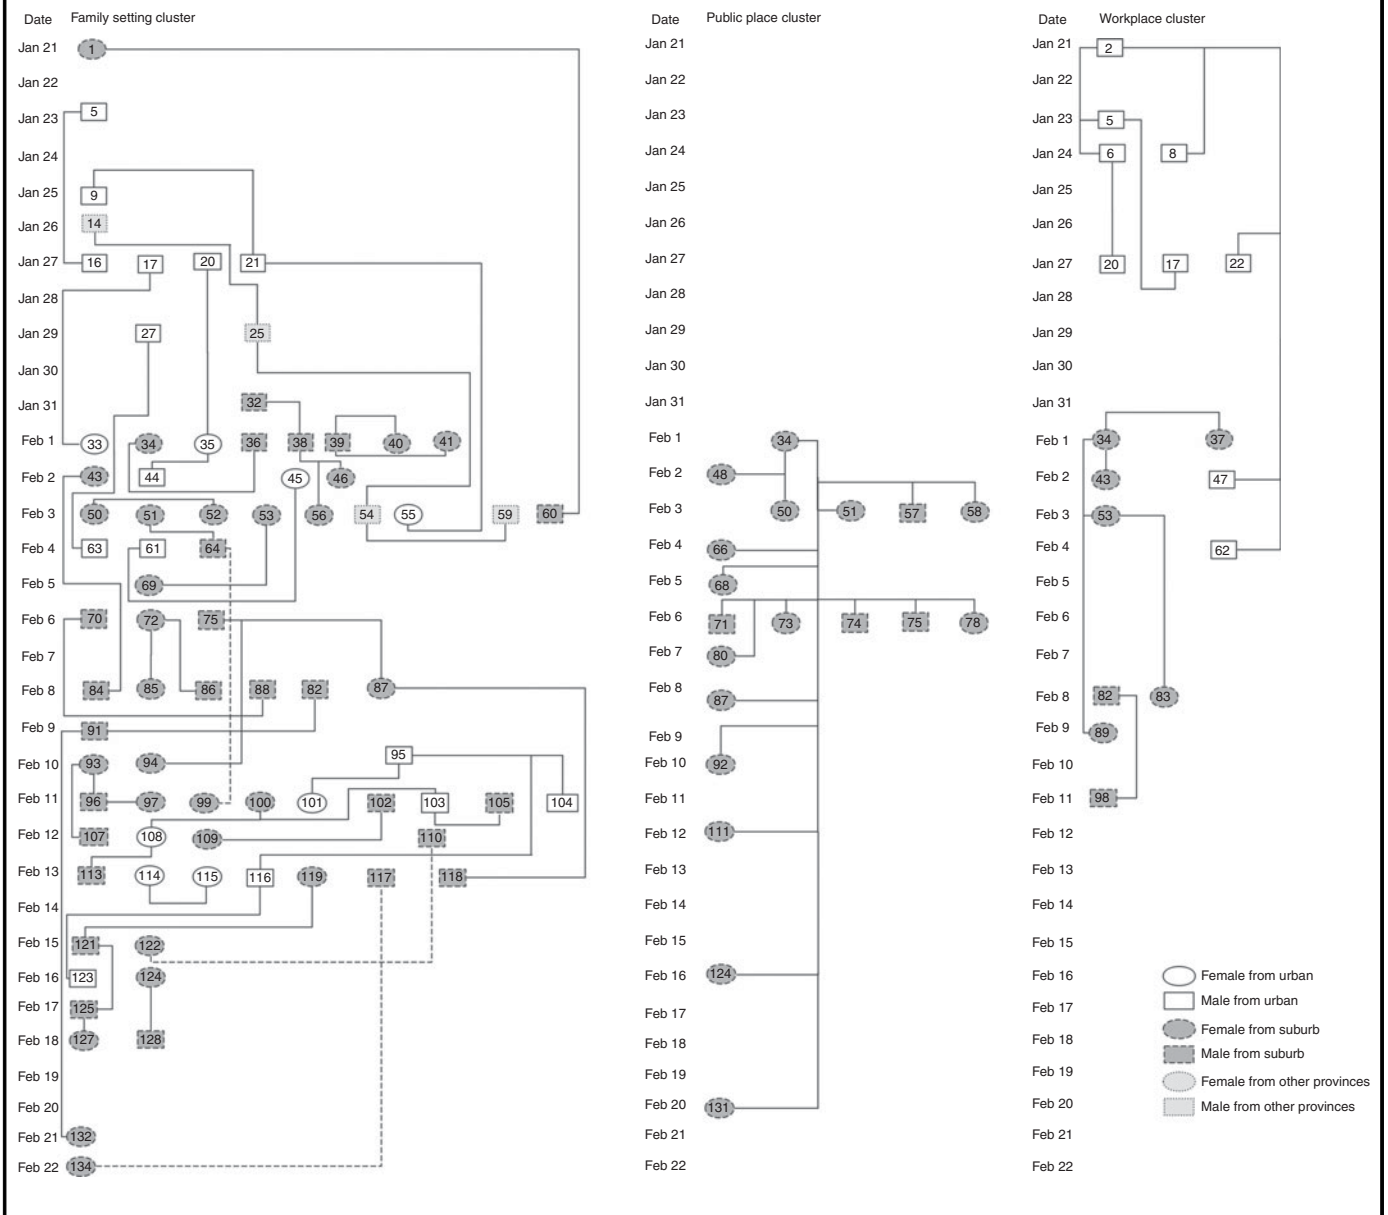 Date Family setting cluster
Jan 21 1
Jan 22
Jan 23 5
Jan 24
Jan 25 9
Jan 26 14
Jan 27 16 17 20 21
Jan 28
Jan 29 27 25
Jan 30
Jan 31 32
Feb 1 33 34 35 36 38 39 40 41
Feb 2 43 44 45 46
Feb 3 50 51 52 53 56 54 55 59 60
Feb 4 63 61 64
Feb 5 69
Feb 6 70 72 75
Feb 7
Feb 8 84 85 86 88 82 87
Feb 9 91
Feb 10 93 94 95
Feb 11 96 97 99 100 101 102 103 105 104
Feb 12 107 108 109 110
Feb 13 113 114 115 116 119 117 118
Feb 14
Feb 15 121 122
Feb 16 123 124
Feb 17 125
Feb 18 127 128
Feb 19
Feb 20
Feb 21 132
Feb 22 134
Date Public place cluster
Jan 21
Jan 22
Jan 23
Jan 24
Jan 25
Jan 26
Jan 27
Jan 28
Jan 29
Jan 30
Jan 31
Feb 1 34
Feb 2 48
Feb 3 50 51 57 58
Feb 4 66
Feb 5 68
Feb 6 71 73 74 75 78
Feb 7 80
Feb 8 87
Feb 9
Feb 10 92
Feb 11
Feb 12 111
Feb 13
Feb 14
Feb 15
Feb 16 124
Feb 17
Feb 18
Feb 19
Feb 20 131
Feb 21
Feb 22
Date Workplace cluster
Jan 21 2
Jan 22
Jan 23 5
Jan 24 6 8
Jan 25
Jan 26
Jan 27 20 17 22
Jan 28
Jan 29
Jan 30
Jan 31
Feb 1 34 37
Feb 2 43 47
Feb 3 53
Feb 4 62
Feb 5
Feb 6
Feb 7
Feb 8 82 83
Feb 9 89
Feb 10
Feb 11 98
Feb 12
Feb 13
Feb 14
Feb 15
Feb 16
Feb 17
Feb 18
Feb 19
Feb 20
Feb 21
Feb 22
Female from urban
Male from urban
Female from suburb
Male from suburb
Female from other provinces
Male from other provinces